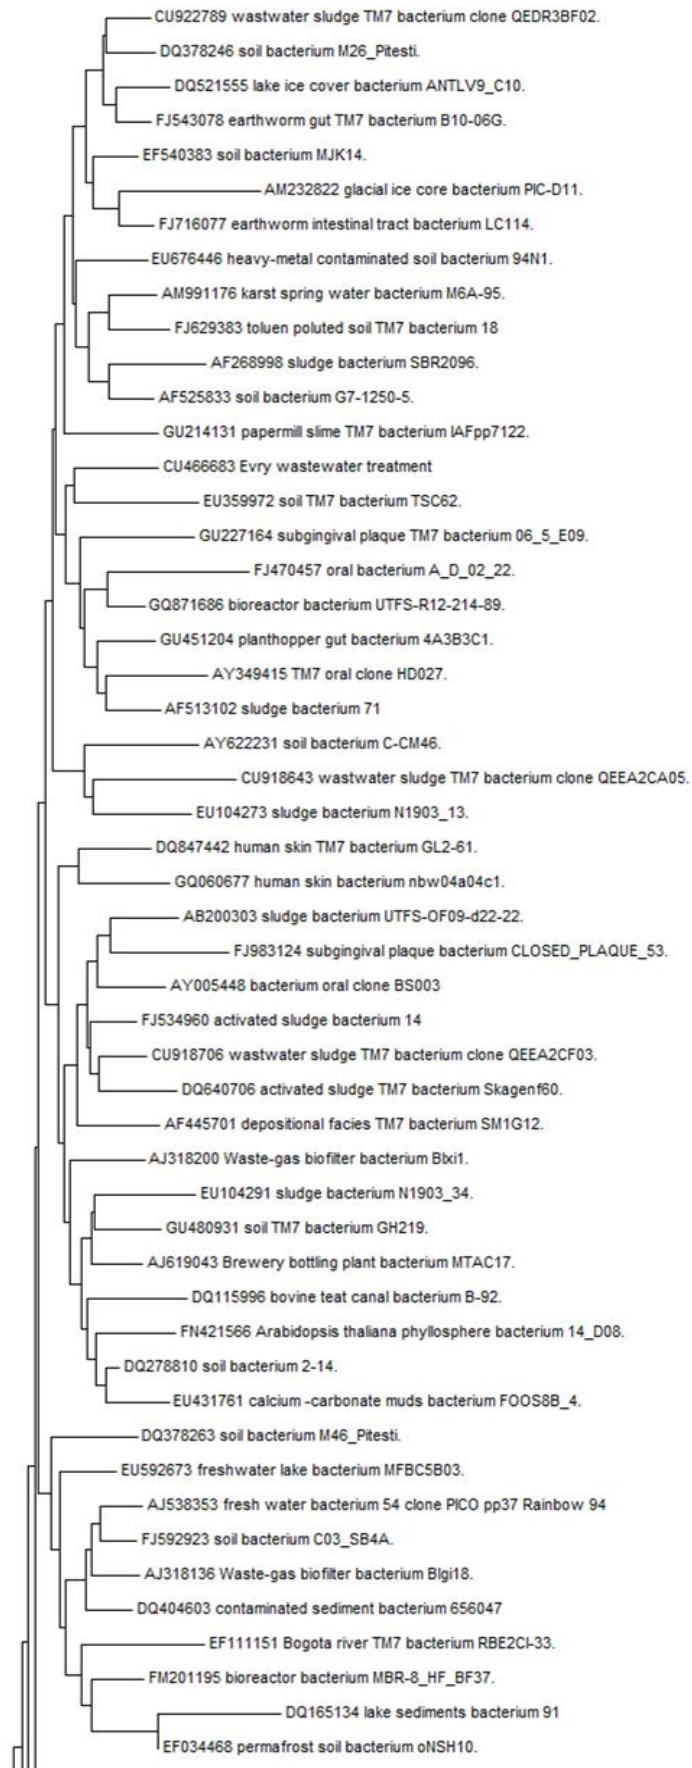 CU922789 wastwater sludge TM7 bacterium clone QEDR3BF02.
DQ378246 soil bacterium M26_Pitesti.
DQ521555 lake ice cover bacterium ANTLV9_C10.
FJ543078 earthworm gut TM7 bacterium B10-06G.
EF540383 soil bacterium MJK14.
AM232822 glacial ice core bacterium PIC-D11.
FJ716077 earthworm intestinal tract bacterium LC114.
EU676446 heavy-metal contaminated soil bacterium 94N1.
AM991176 karst spring water bacterium M6A-95.
FJ629383 toluen poluted soil TM7 bacterium 18
AF268998 sludge bacterium SBR2096.
AF525833 soil bacterium G7-1250-5.
GU214131 papermill slime TM7 bacterium IAFpp7122.
CU466683 Evry wastewater treatment
EU359972 soil TM7 bacterium TSC62.
GU227164 subgingival plaque TM7 bacterium 06_5_E09.
FJ470457 oral bacterium A_D_02_22.
GQ871686 bioreactor bacterium UTFS-R12-214-89.
GU451204 planthopper gut bacterium 4A3B3C1.
AY349415 TM7 oral clone HD027.
AF513102 sludge bacterium 71
AY622231 soil bacterium C-CM46.
CU918643 wastwater sludge TM7 bacterium clone QEEA2CA05.
EU104273 sludge bacterium N1903_13.
DQ847442 human skin TM7 bacterium GL2-61.
GQ060677 human skin bacterium nbw04a04c1.
AB200303 sludge bacterium UTFS-OF09-d22-22.
FJ983124 subgingival plaque bacterium CLOSED_PLAQUE_53.
AY005448 bacterium oral clone BS003
FJ534960 activated sludge bacterium 14
CU918706 wastwater sludge TM7 bacterium clone QEEA2CF03.
DQ640706 activated sludge TM7 bacterium Skagenf60.
AF445701 depositional facies TM7 bacterium SM1G12.
AJ318200 Waste-gas biofilter bacterium BIxi1.
EU104291 sludge bacterium N1903_34.
GU480931 soil TM7 bacterium GH219.
AJ619043 Brewery bottling plant bacterium MTAC17.
DQ115996 bovine teat canal bacterium B-92.
FN421566 Arabidopsis thaliana phyllosphere bacterium 14_D08.
DQ278810 soil bacterium 2-14.
EU431761 calcium -carbonate muds bacterium FOOS8B_4.
DQ378263 soil bacterium M46_Pitesti.
EU592673 freshwater lake bacterium MFBC5B03.
AJ538353 fresh water bacterium 54 clone PICO pp37 Rainbow 94
FJ592923 soil bacterium C03_SB4A.
AJ318136 Waste-gas biofilter bacterium BIgi18.
DQ404603 contaminated sediment bacterium 656047
EF111151 Bogota river TM7 bacterium RBE2CI-33.
FM201195 bioreactor bacterium MBR-8_HF_BF37.
DQ165134 lake sediments bacterium 91
EF034468 permafrost soil bacterium oNSH10.